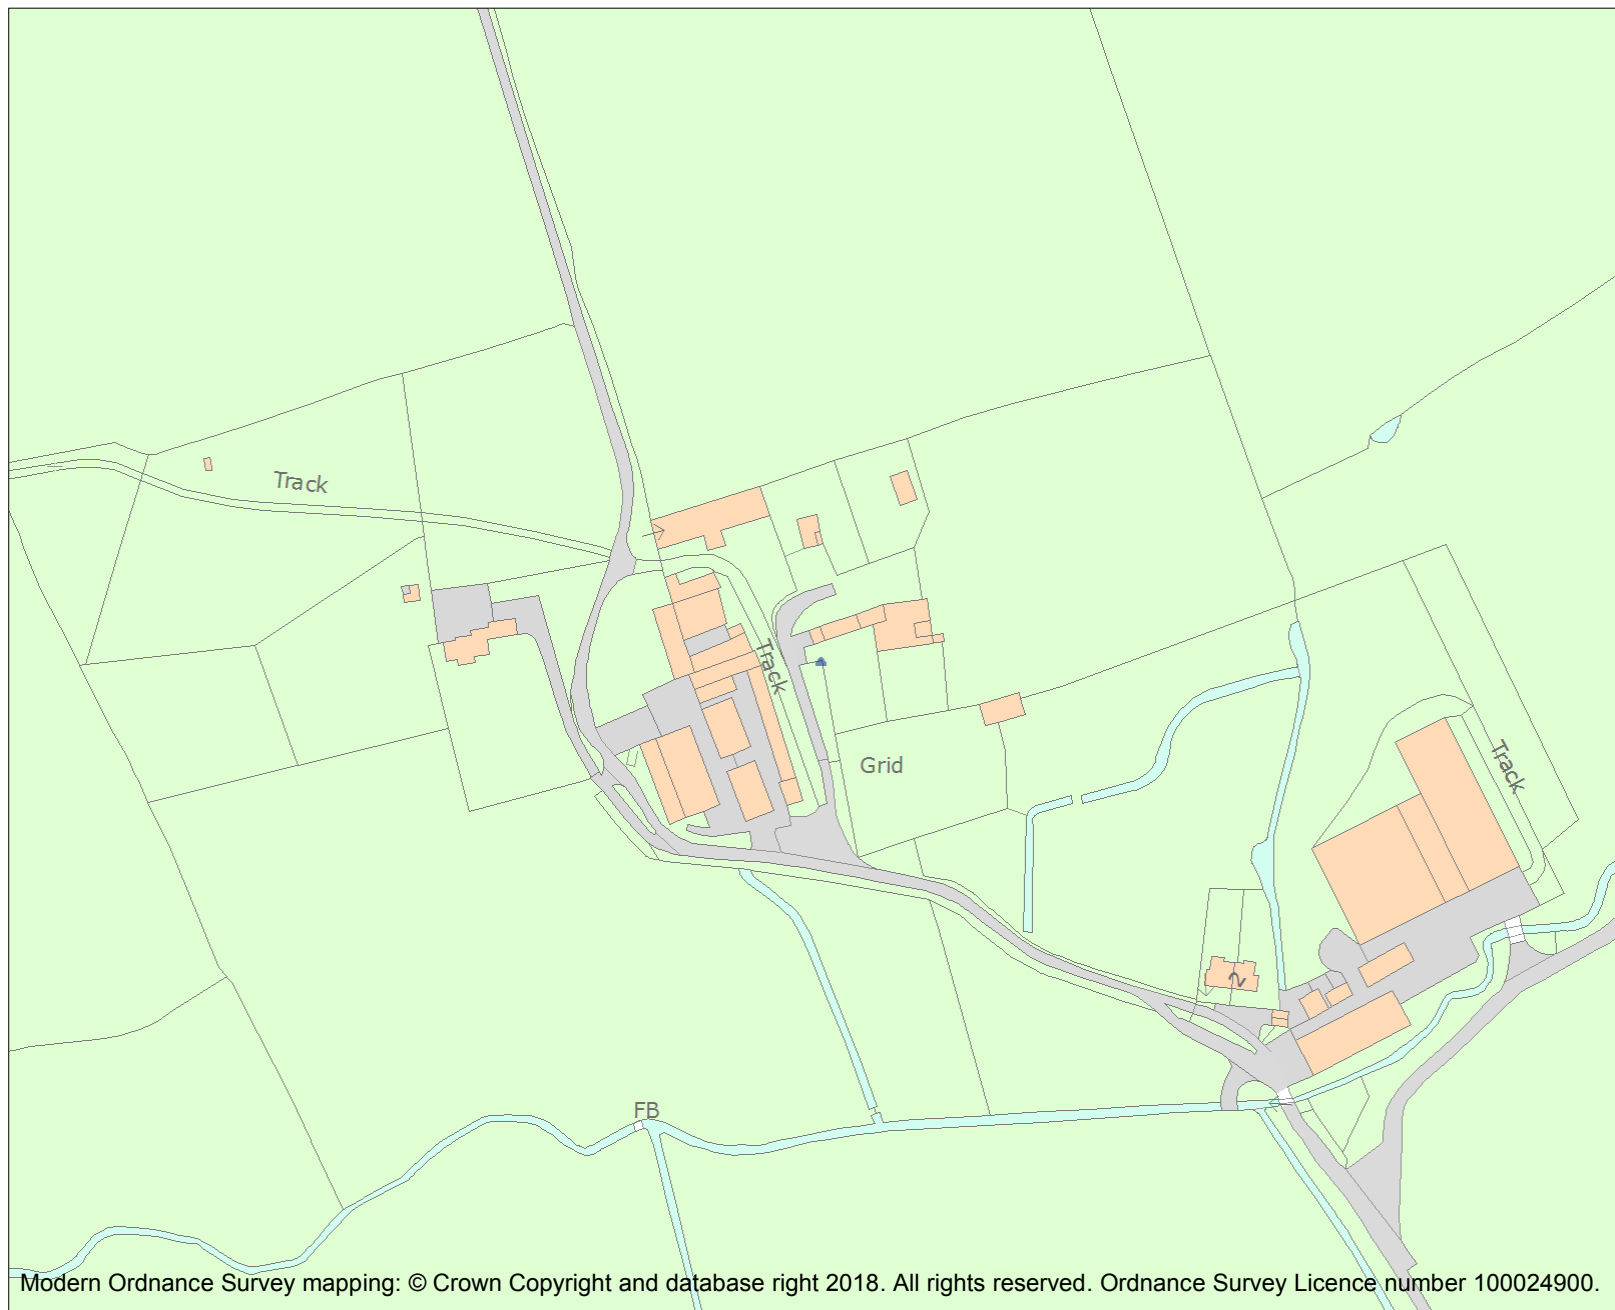 Track
Track
Grid
Track
2
FB
Modern Ordnance Survey mapping: © Crown Copyright and database right 2018. All rights reserved. Ordnance Survey Licence number 100024900.